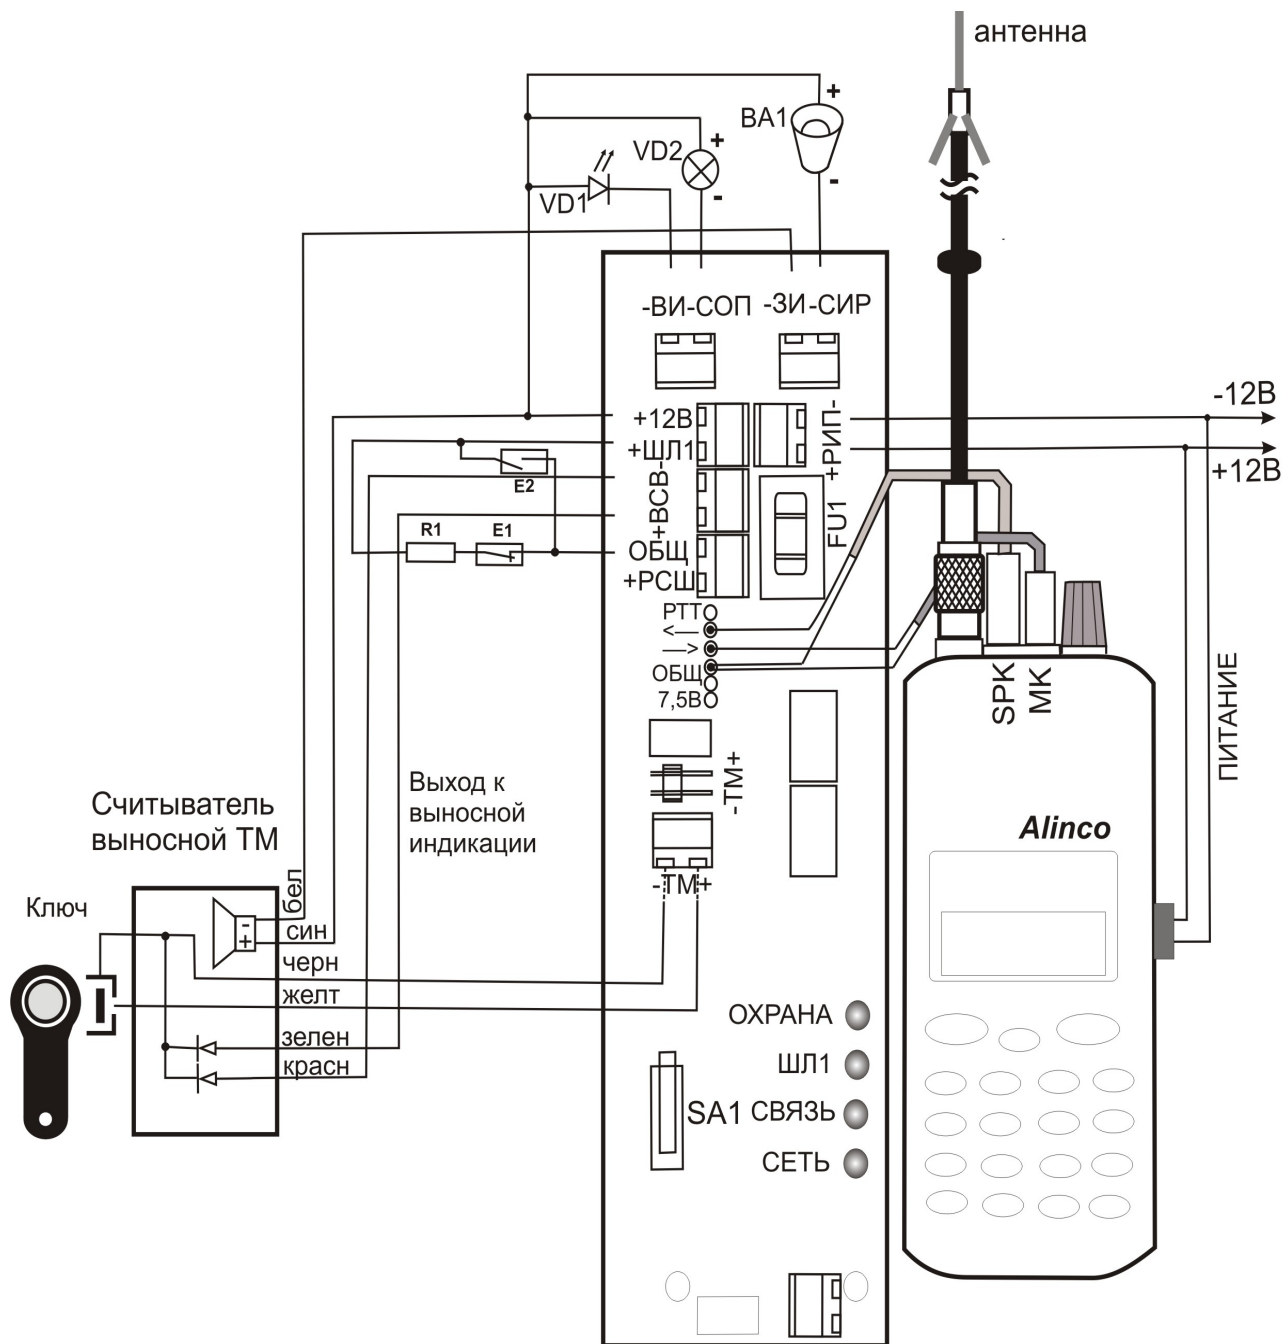 антенна
BA1
+
-
VD2
+
-
VD1
-ВИ-СОП
-ЗИ-СИР
+12В
+ШЛ1
+ВСВ-
ОБЩ
+РСШ
+РИП-
FU1
-12В
+12В
E2
R1
E1
РТТ
<—
—>
ОБЩ
7,5В
SPK
MK
ПИТАНИЕ
-ТМ+
Выход к
выносной
индикации
Считыватель
выносной ТМ
Alinco
-ТМ+
Ключ
-
+
бел
син
черн
желт
зелен
красн
ОХРАНА
ШЛ1
SA1
СВЯЗЬ
СЕТЬ